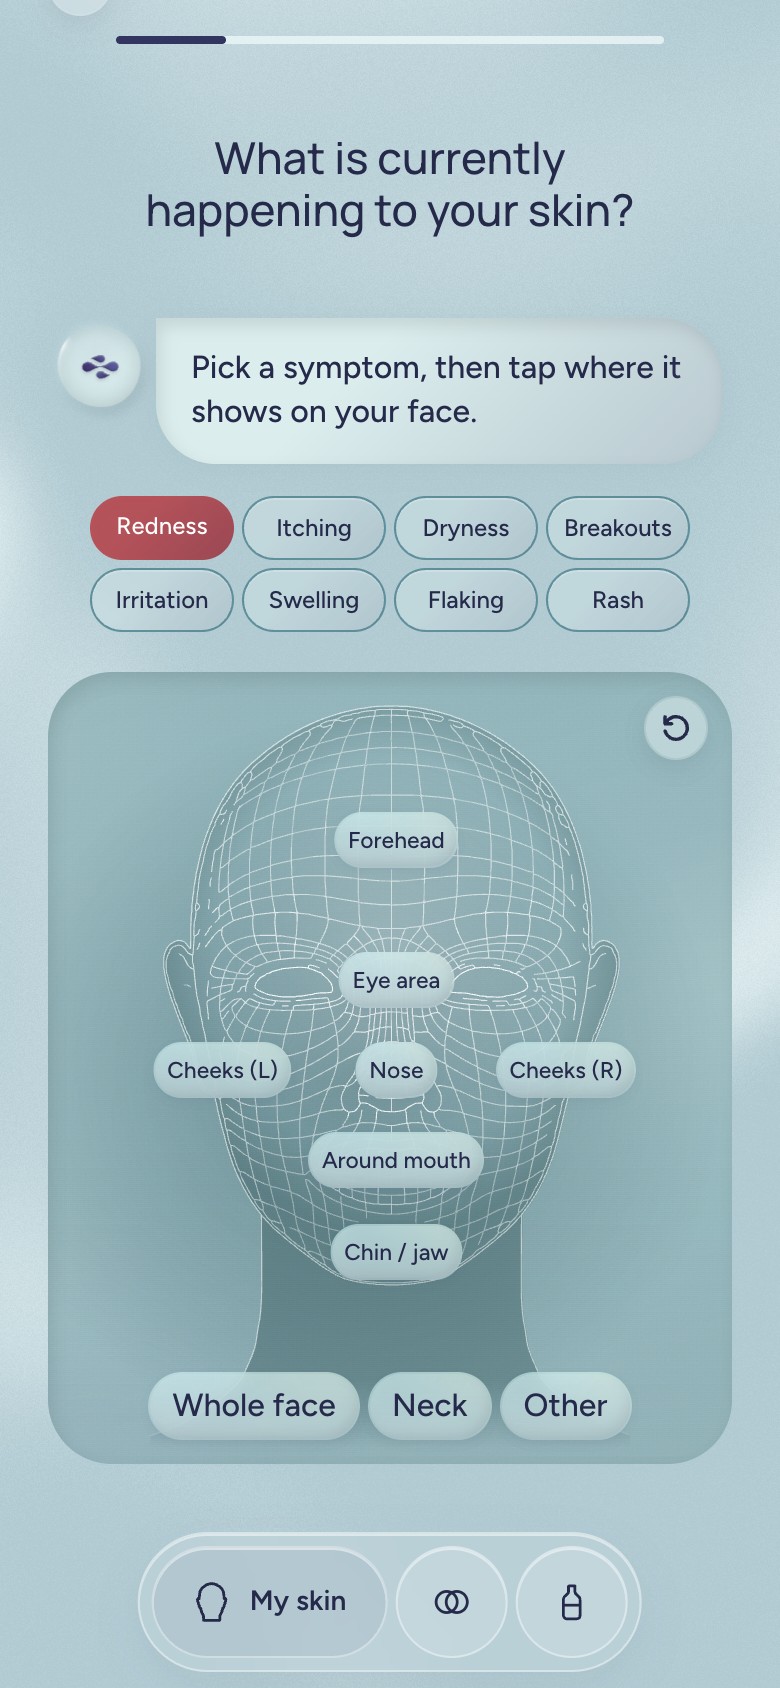 What is currently
happening to your skin?
Pick a symptom, then tap where it
shows on your face.
Redness
Itching
Dryness
Breakouts
Irritation
Swelling
Flaking
Rash
Forehead
Eye area
Cheeks (L)
Nose
Cheeks (R)
Around mouth
Chin / jaw
Whole face
Neck
Other
My skin